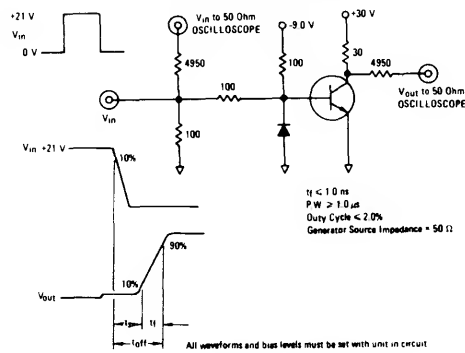 +21 V
Vin
0 V
Vin to 50 Ohm
OSCILLOSCOPE
4950
Vin
100
100
-9.0 V
100
+30 V
30
4950
Vout to 50 Ohm
OSCILLOSCOPE
Vin +21 V
10%
90%
10%
Vout
ts
tf
toff
tf ≤ 1.0 ns
PW ≥ 1.0 μs
Duty Cycle ≤ 2.0%
Generator Source Impedance = 50 Ω
All waveforms and bias levels must be set with unit in circuit